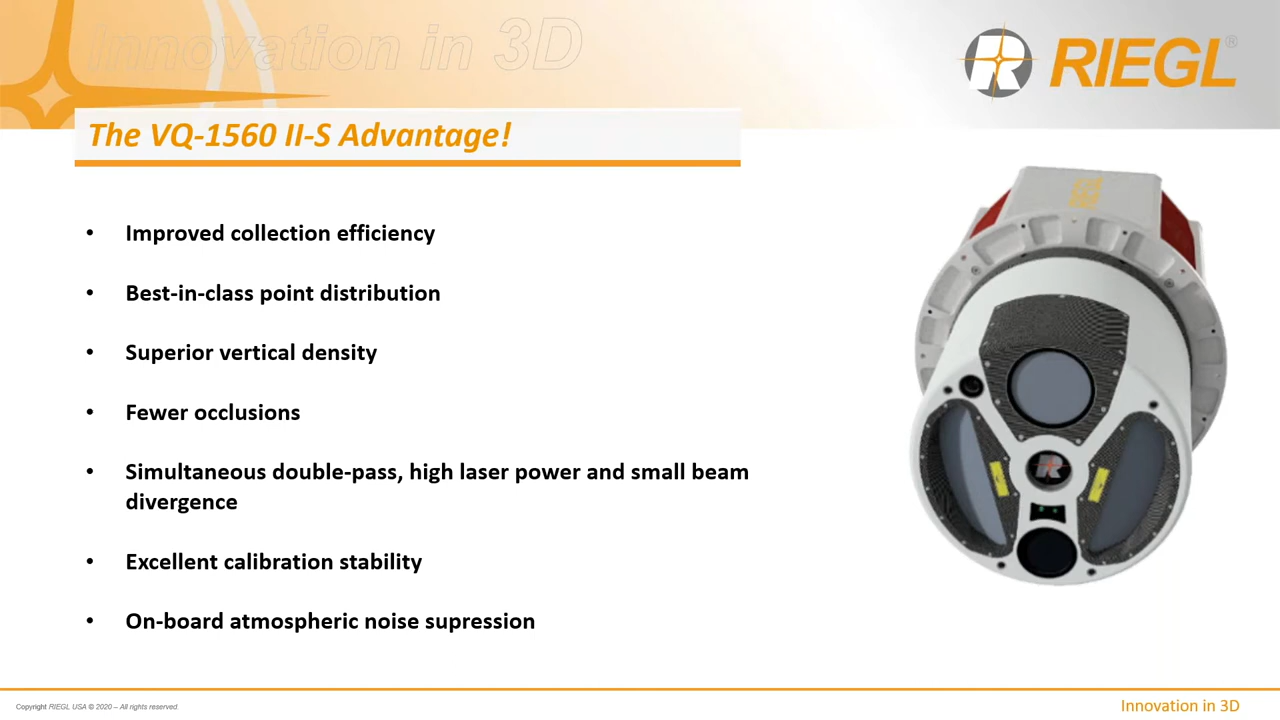 Innovation in 3D
RIEGL®
The VQ-1560 II-S Advantage!
• Improved collection efficiency
• Best-in-class point distribution
• Superior vertical density
• Fewer occlusions
• Simultaneous double-pass, high laser power and small beam
divergence
• Excellent calibration stability
• On-board atmospheric noise supression
Copyright RIEGL USA © 2020 – All rights reserved.
Innovation in 3D